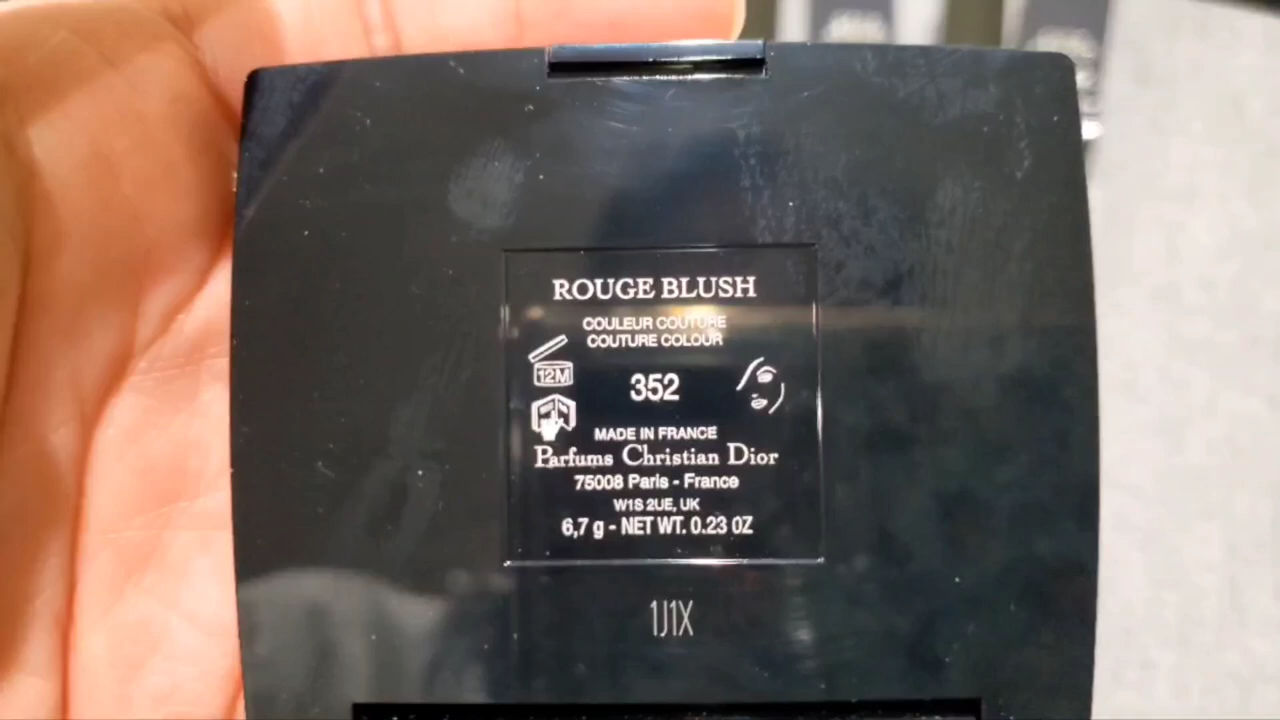 ROUGE BLUSH
COULEUR COUTURE
COUTURE COLOUR
12M
352
MADE IN FRANCE
Parfums Christian Dior
75008 Paris - France
W1S 2UE, UK
6,7 g - NET WT. 0.23 OZ
1J1X